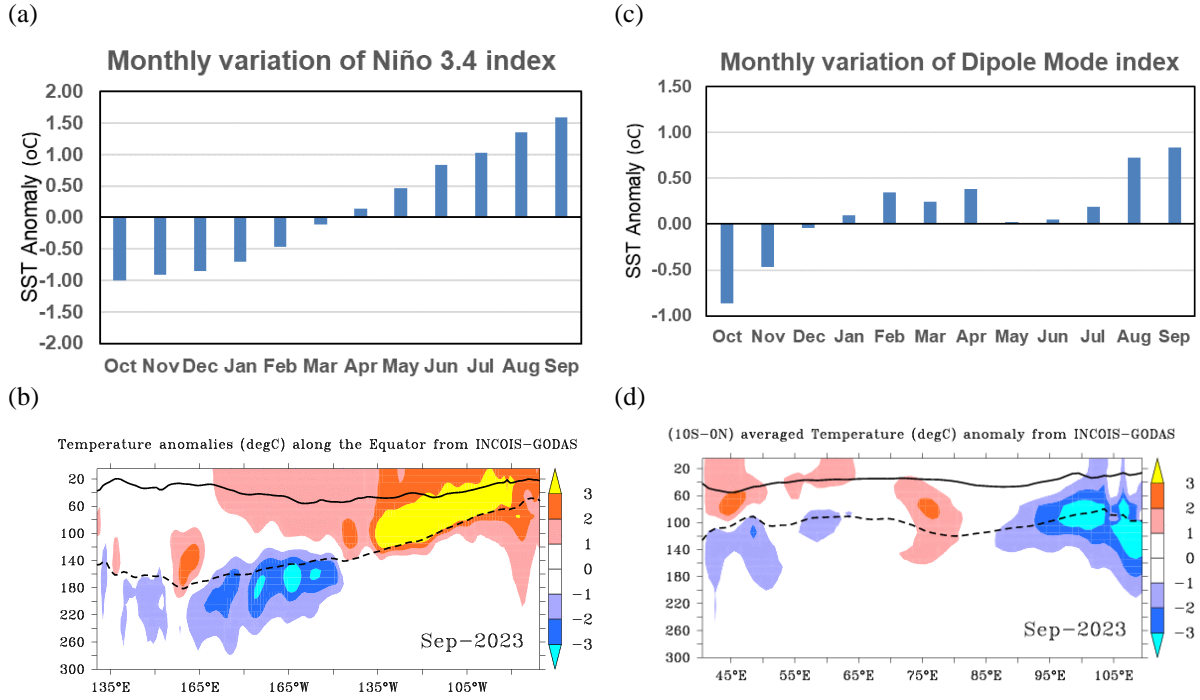 (a)
Monthly variation of Niño 3.4 index
2.00
1.50
1.00
0.50
0.00
-0.50
-1.00
-1.50
-2.00
SST Anomaly (oC)
Oct Nov Dec Jan Feb Mar Apr May Jun Jul Aug Sep
(c)
Monthly variation of Dipole Mode index
1.50
1.00
0.50
0.00
-0.50
-1.00
SST Anomaly (oC)
Oct Nov Dec Jan Feb Mar Apr May Jun Jul Aug Sep
(b)
Temperature anomalies (degC) along the Equator from INCOIS-GODAS
20
60
100
140
180
220
260
300
135°E 165°E 165°W 135°W 105°W
Sep-2023
3
2
1
0
-1
-2
-3
(d)
(10S-0N) averaged Temperature (degC) anomaly from INCOIS-GODAS
20
60
100
140
180
220
260
300
45°E 55°E 65°E 75°E 85°E 95°E 105°E
Sep-2023
3
2
1
0
-1
-2
-3